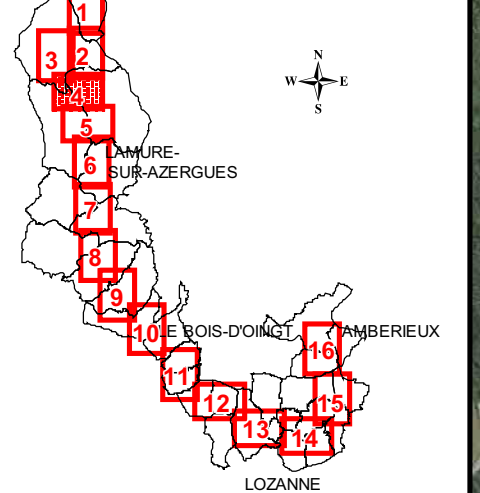 1
N
3 2
W E
4
S
5
LAMURE-
6
SUR-AZERGUES
7
8
9
10 LE BOIS-D'OINGT AMBERIEUX
16
11
12 15
13 14
LOZANNE